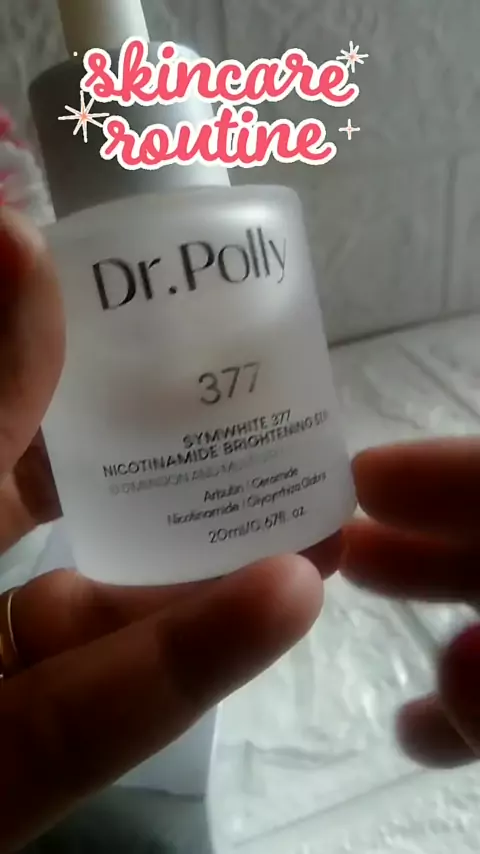 skincare
routine
Dr.Polly
377
SYMWHITE 377
NICOTINAMIDE BRIGHTENING
Arbutin | Ceramide
Nicotinamide | Glycyrrhiza Glabra
20ml/0.67fl. oz